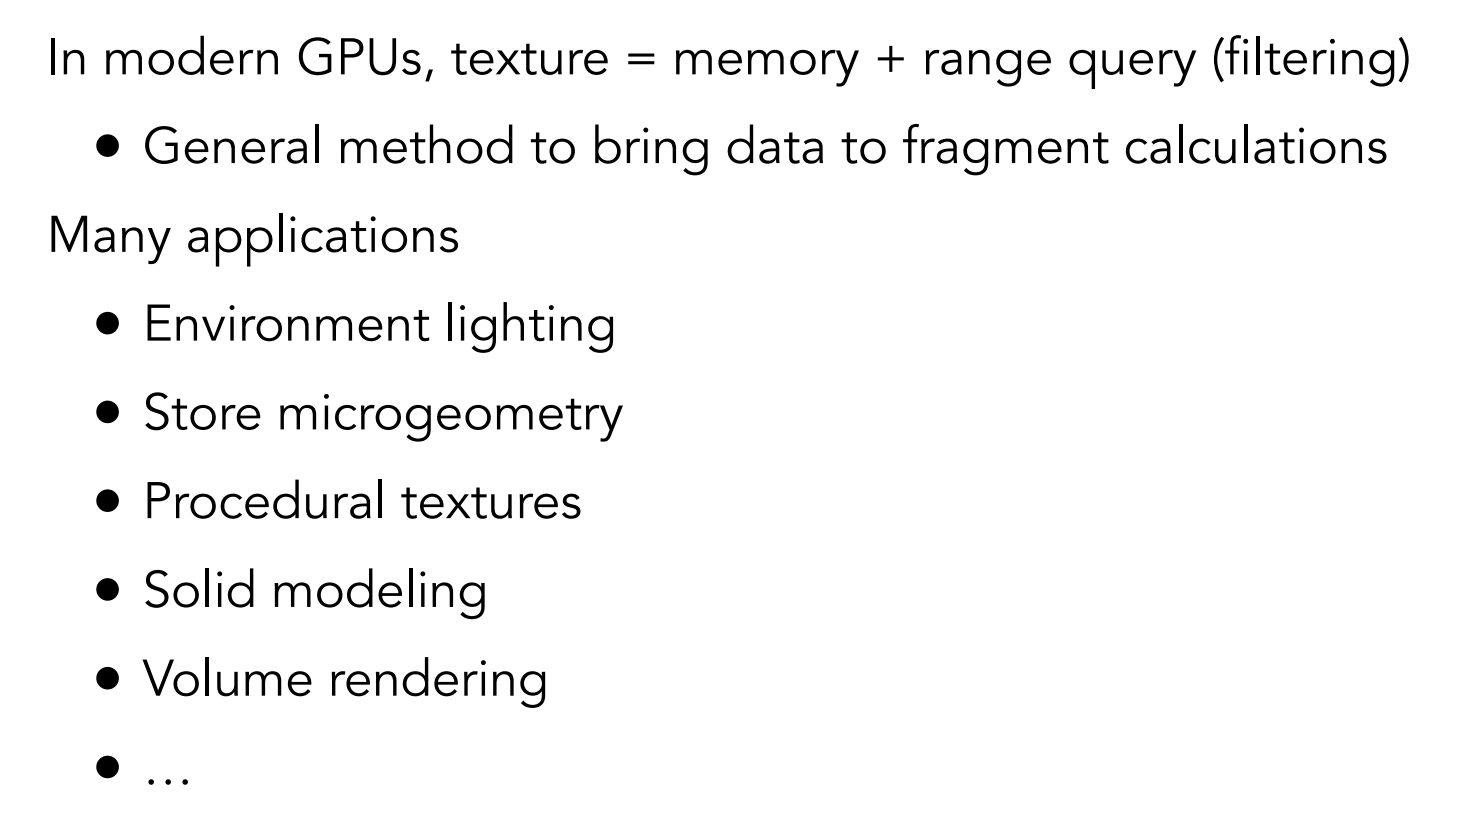 In modern GPUs, texture = memory + range query (filtering)
• General method to bring data to fragment calculations
Many applications
• Environment lighting
• Store microgeometry
• Procedural textures
• Solid modeling
• Volume rendering
• …